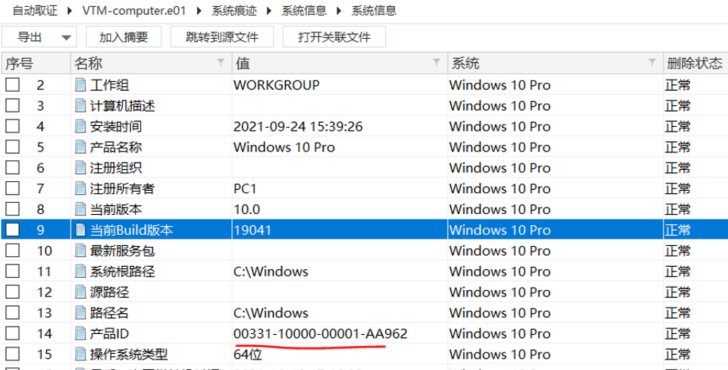 自动取证 > VTM-computer.e01 > 系统痕迹 > 系统信息 > 系统信息
导出 加入摘要 跳转到源文件 打开关联文件
序号 名称 值 系统 删除状态
2 工作组 WORKGROUP Windows 10 Pro 正常
3 计算机描述 Windows 10 Pro 正常
4 安装时间 2021-09-24 15:39:26 Windows 10 Pro 正常
5 产品名称 Windows 10 Pro Windows 10 Pro 正常
6 注册组织 Windows 10 Pro 正常
7 注册所有者 PC1 Windows 10 Pro 正常
8 当前版本 10.0 Windows 10 Pro 正常
9 当前Build版本 19041 Windows 10 Pro 正常
10 最新服务包 Windows 10 Pro 正常
11 系统根路径 C:\Windows Windows 10 Pro 正常
12 源路径 Windows 10 Pro 正常
13 路径名 C:\Windows Windows 10 Pro 正常
14 产品ID 00331-10000-00001-AA962 Windows 10 Pro 正常
15 操作系统类型 64位 Windows 10 Pro 正常